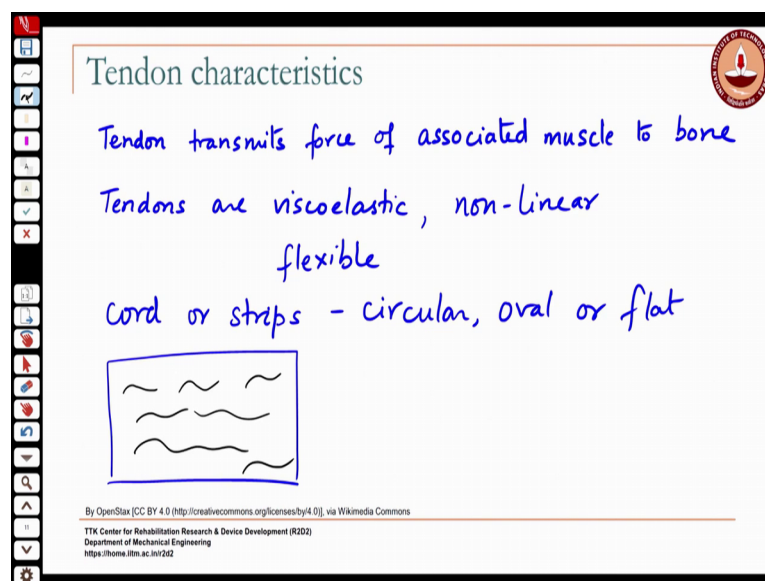 Tendon characteristics
Tendon transmits force of associated muscle to bone
Tendons are viscoelastic, non-linear
flexible
Cord or strips - circular, oval or flat
By OpenStax [CC BY 4.0 (http://creativecommons.org/licenses/by/4.0)], via Wikimedia Commons
TTK Center for Rehabilitation Research & Device Development (R2D2)
Department of Mechanical Engineering
https://home.iitm.ac.in/r2d2